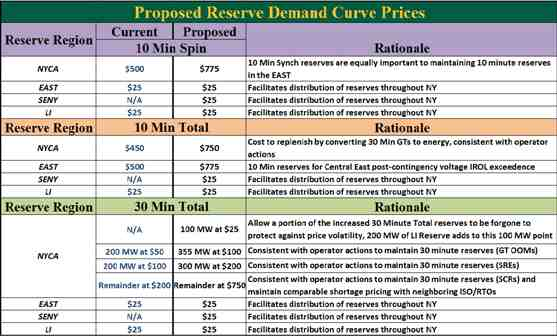 Proposed Reserve Demand Curve Prices
Reserve Region Current Proposed Rationale
10 Min Spin
NYCA $500 $775 10 Min Synch reserves are equally important to maintaining 10 minute reserves
in the EAST
EAST $25 $25 Facilitates distribution of reserves throughout NY
SENY N/A $25 Facilitates distribution of reserves throughout NY
LI $25 $25 Facilitates distribution of reserves throughout NY
Reserve Region 10 Min Total Rationale
NYCA $450 $750 Cost to replenish by converting 30 Min GTs to energy, consistent with operator
actions
EAST $500 $775 10 Min reserves for Central East post-contingency voltage IROL exceedence
SENY N/A $25 Facilitates distribution of reserves throughout NY
LI $25 $25 Facilitates distribution of reserves throughout NY
Reserve Region 30 Min Total Rationale
NYCA N/A 100 MW at $25 Allow a portion of the increased 30 Minute Total reserves to be forgone to
protect against price volatility, 200 MW of LI Reserve adds to this 100 MW point
200 MW at $50 355 MW at $100 Consistent with operator actions to maintain 30 minute reserves (GT OOMs)
200 MW at $100 300 MW at $200 Consistent with operator actions to maintain 30 minute reserves (SREs)
Remainder at $200 Remainder at $750 Consistent with operator actions to maintain 30 minute reserves (SCRs) and
maintain comparable shortage pricing with neighboring ISO/RTOs
EAST $25 $25 Facilitates distribution of reserves throughout NY
SENY N/A $25 Facilitates distribution of reserves throughout NY
LI $25 $25 Facilitates distribution of reserves throughout NY